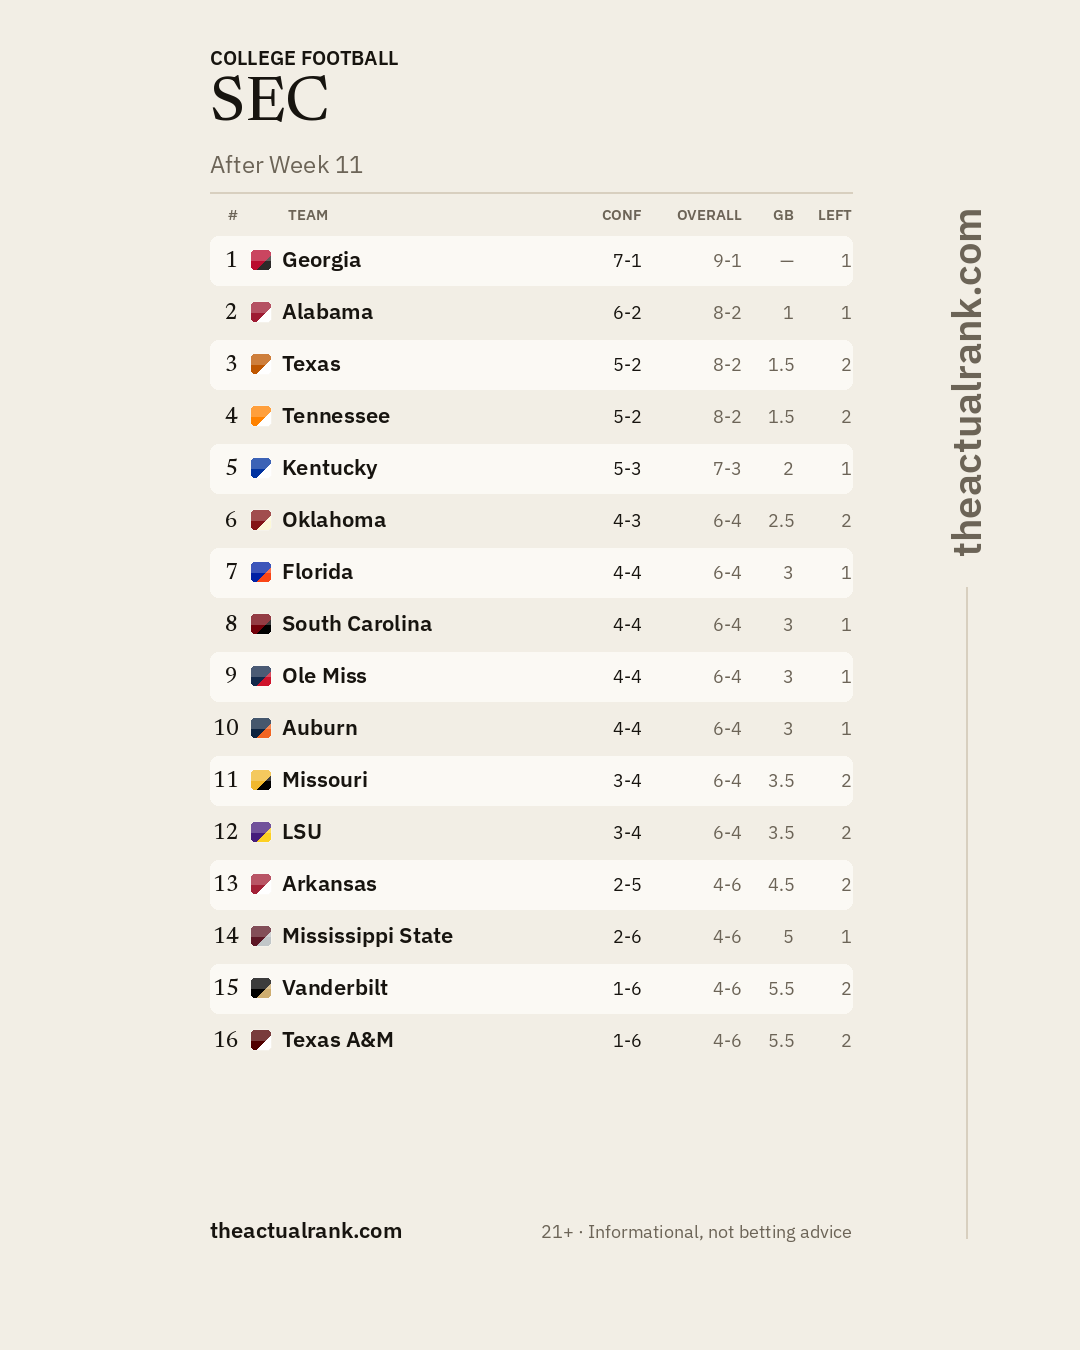 COLLEGE FOOTBALL
SEC
After Week 11
# TEAM CONF OVERALL GB LEFT
1 Georgia 7-1 9-1 — 1
2 Alabama 6-2 8-2 1 1
3 Texas 5-2 8-2 1.5 2
4 Tennessee 5-2 8-2 1.5 2
5 Kentucky 5-3 7-3 2 1
6 Oklahoma 4-3 6-4 2.5 2
7 Florida 4-4 6-4 3 1
8 South Carolina 4-4 6-4 3 1
9 Ole Miss 4-4 6-4 3 1
10 Auburn 4-4 6-4 3 1
11 Missouri 3-4 6-4 3.5 2
12 LSU 3-4 6-4 3.5 2
13 Arkansas 2-5 4-6 4.5 2
14 Mississippi State 2-6 4-6 5 1
15 Vanderbilt 1-6 4-6 5.5 2
16 Texas A&M 1-6 4-6 5.5 2
theactualrank.com
21+ · Informational, not betting advice
theactualrank.com